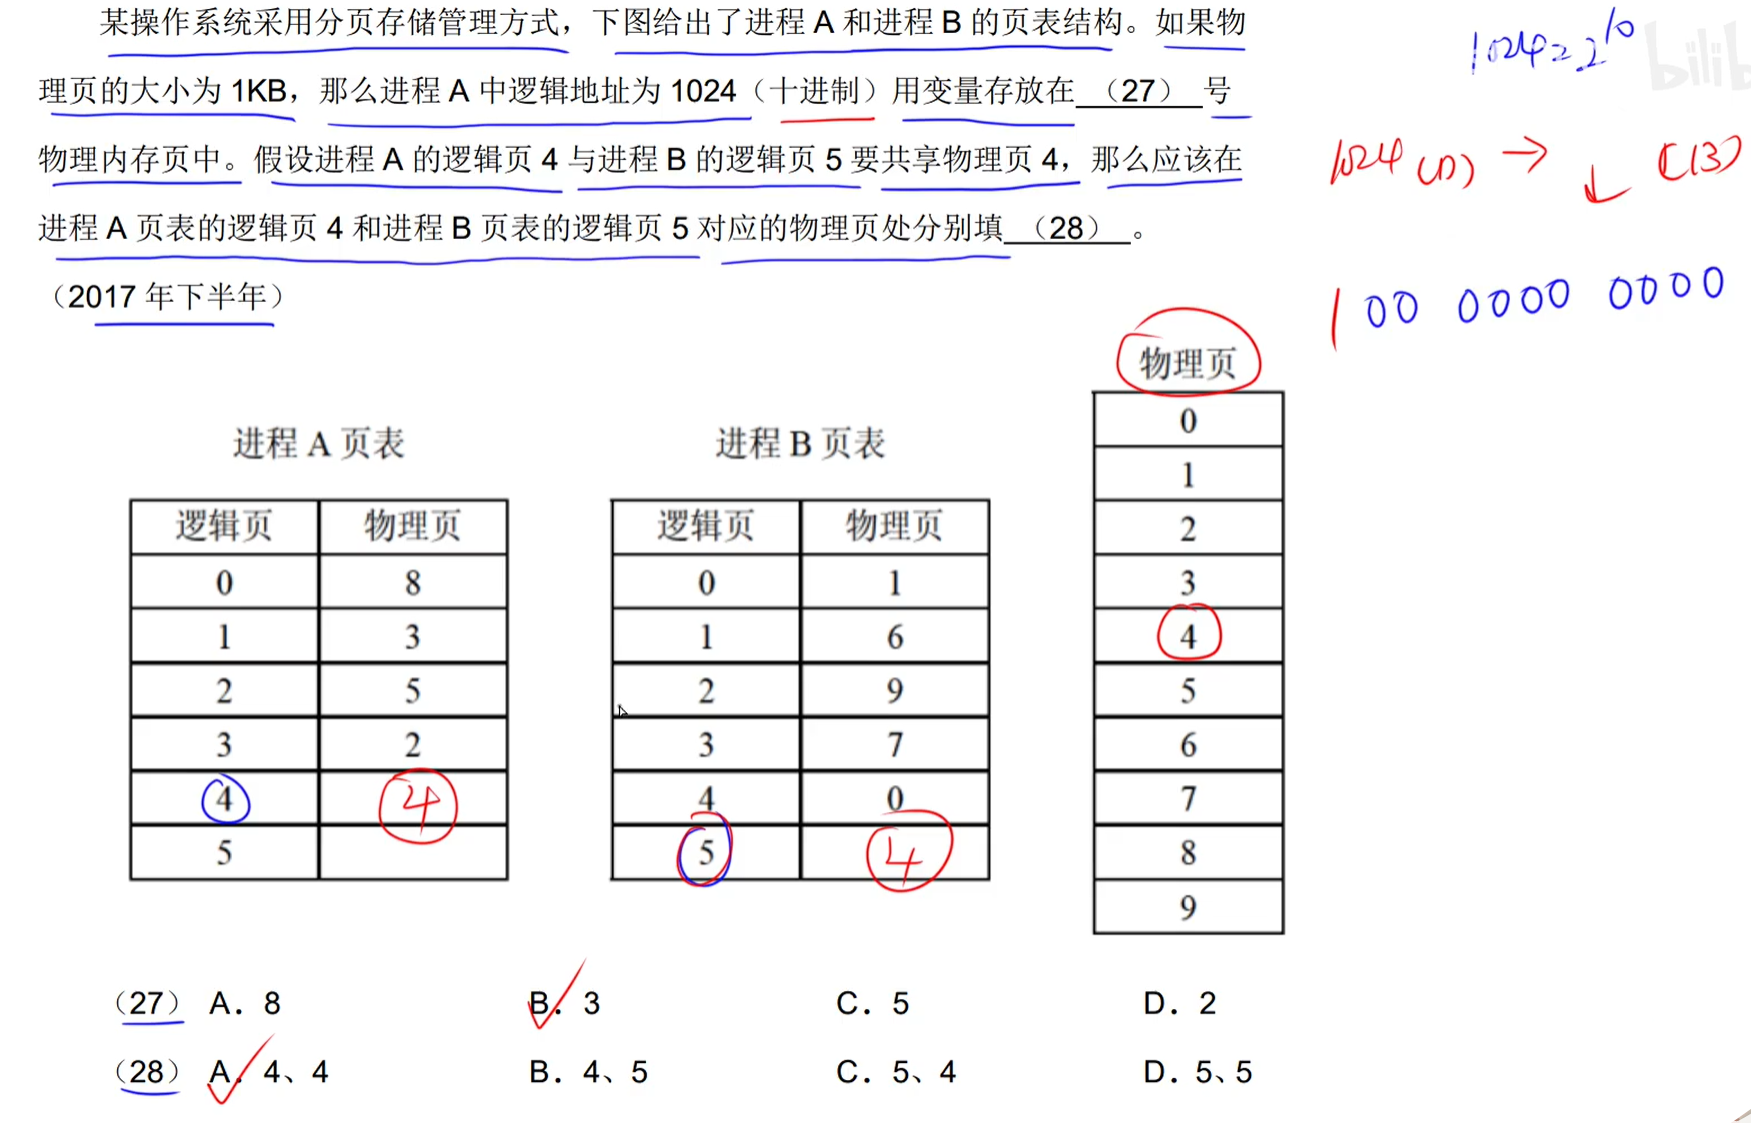 某操作系统采用分页存储管理方式，下图给出了进程 A 和进程 B 的页表结构。如果物
理页的大小为 1KB，那么进程 A 中逻辑地址为 1024（十进制）用变量存放在（27）号
物理内存页中。假设进程 A 的逻辑页 4 与进程 B 的逻辑页 5 要共享物理页 4，那么应该在
进程 A 页表的逻辑页 4 和进程 B 页表的逻辑页 5 对应的物理页处分别填（28）。
（2017 年下半年）
1024=2^10
bilib
1024 → 
100 0000 0000
进程 A 页表
逻辑页 物理页
0 8
1 3
2 5
3 2
4 4
5
进程 B 页表
逻辑页 物理页
0 1
1 6
2 9
3 7
4 0
5 4
物理页
0
1
2
3
4
5
6
7
8
9
（27） A．8 B．3 C．5 D．2
（28） A．4、4 B．4、5 C．5、4 D．5、5